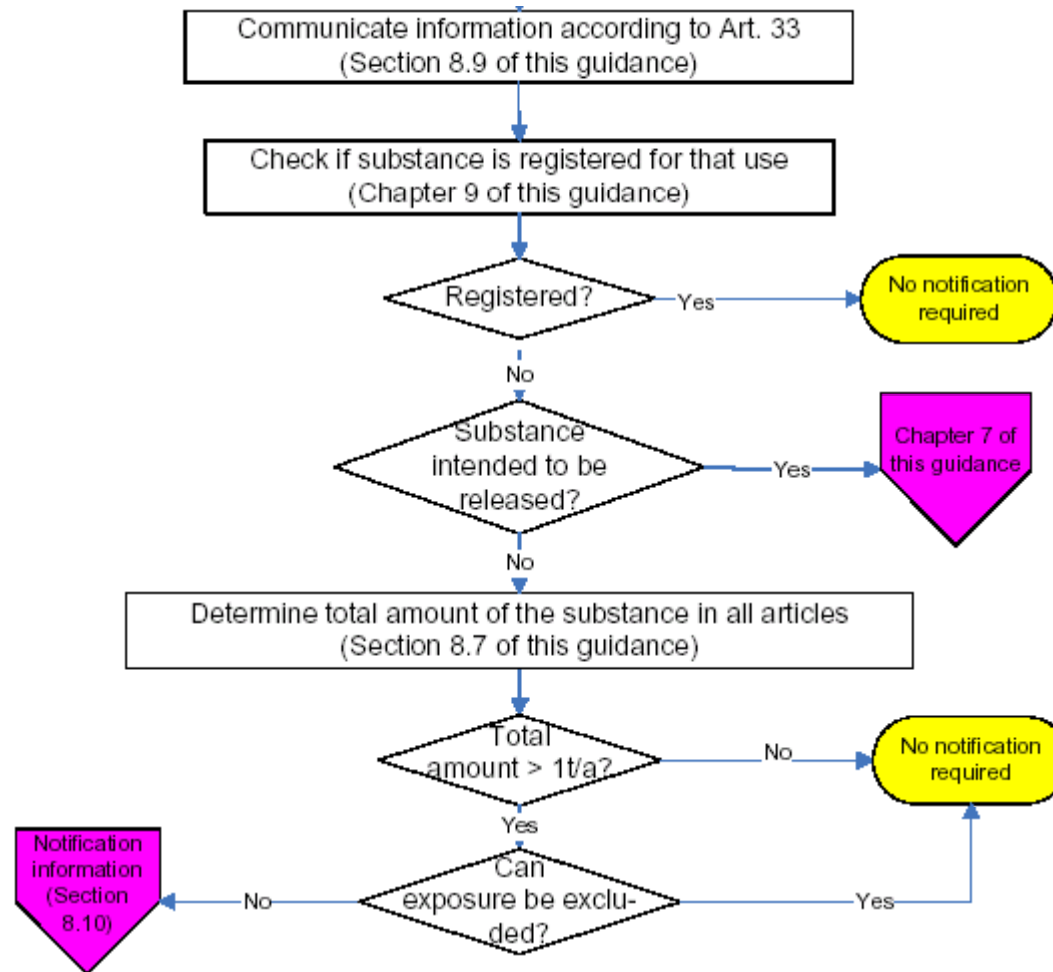 Communicate information according to Art. 33
(Section 8.9 of this guidance)
Check if substance is registered for that use
(Chapter 9 of this guidance)
Registered?
Yes
No notification
required
No
Substance
intended to be
released?
Yes
Chapter 7 of
this guidance
No
Determine total amount of the substance in all articles
(Section 8.7 of this guidance)
Total
amount > 1t/a?
No
No notification
required
Yes
Notification
information
(Section
8.10)
No
Can
exposure be exclu-
ded?
Yes